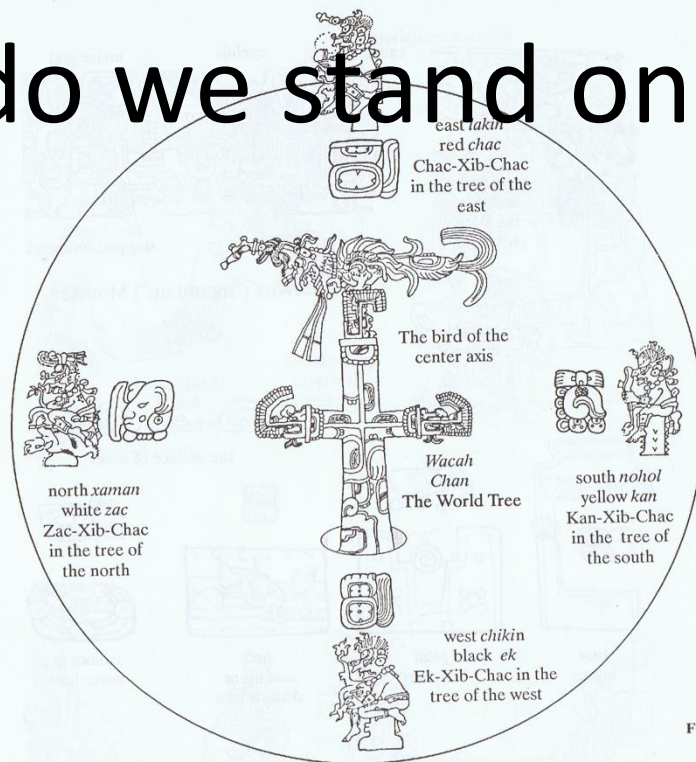 do we stand on
east lakin
red chac
Chac-Xib-Chac
in the tree of the
east
The bird of the
center axis
north xaman
white zac
Zac-Xib-Chac
in the tree of
the north
Wacah
Chan
The World Tree
south nohol
yellow kan
Kan-Xib-Chac
in the tree of
the south
west chikin
black ek
Ek-Xib-Chac in the
tree of the west
F